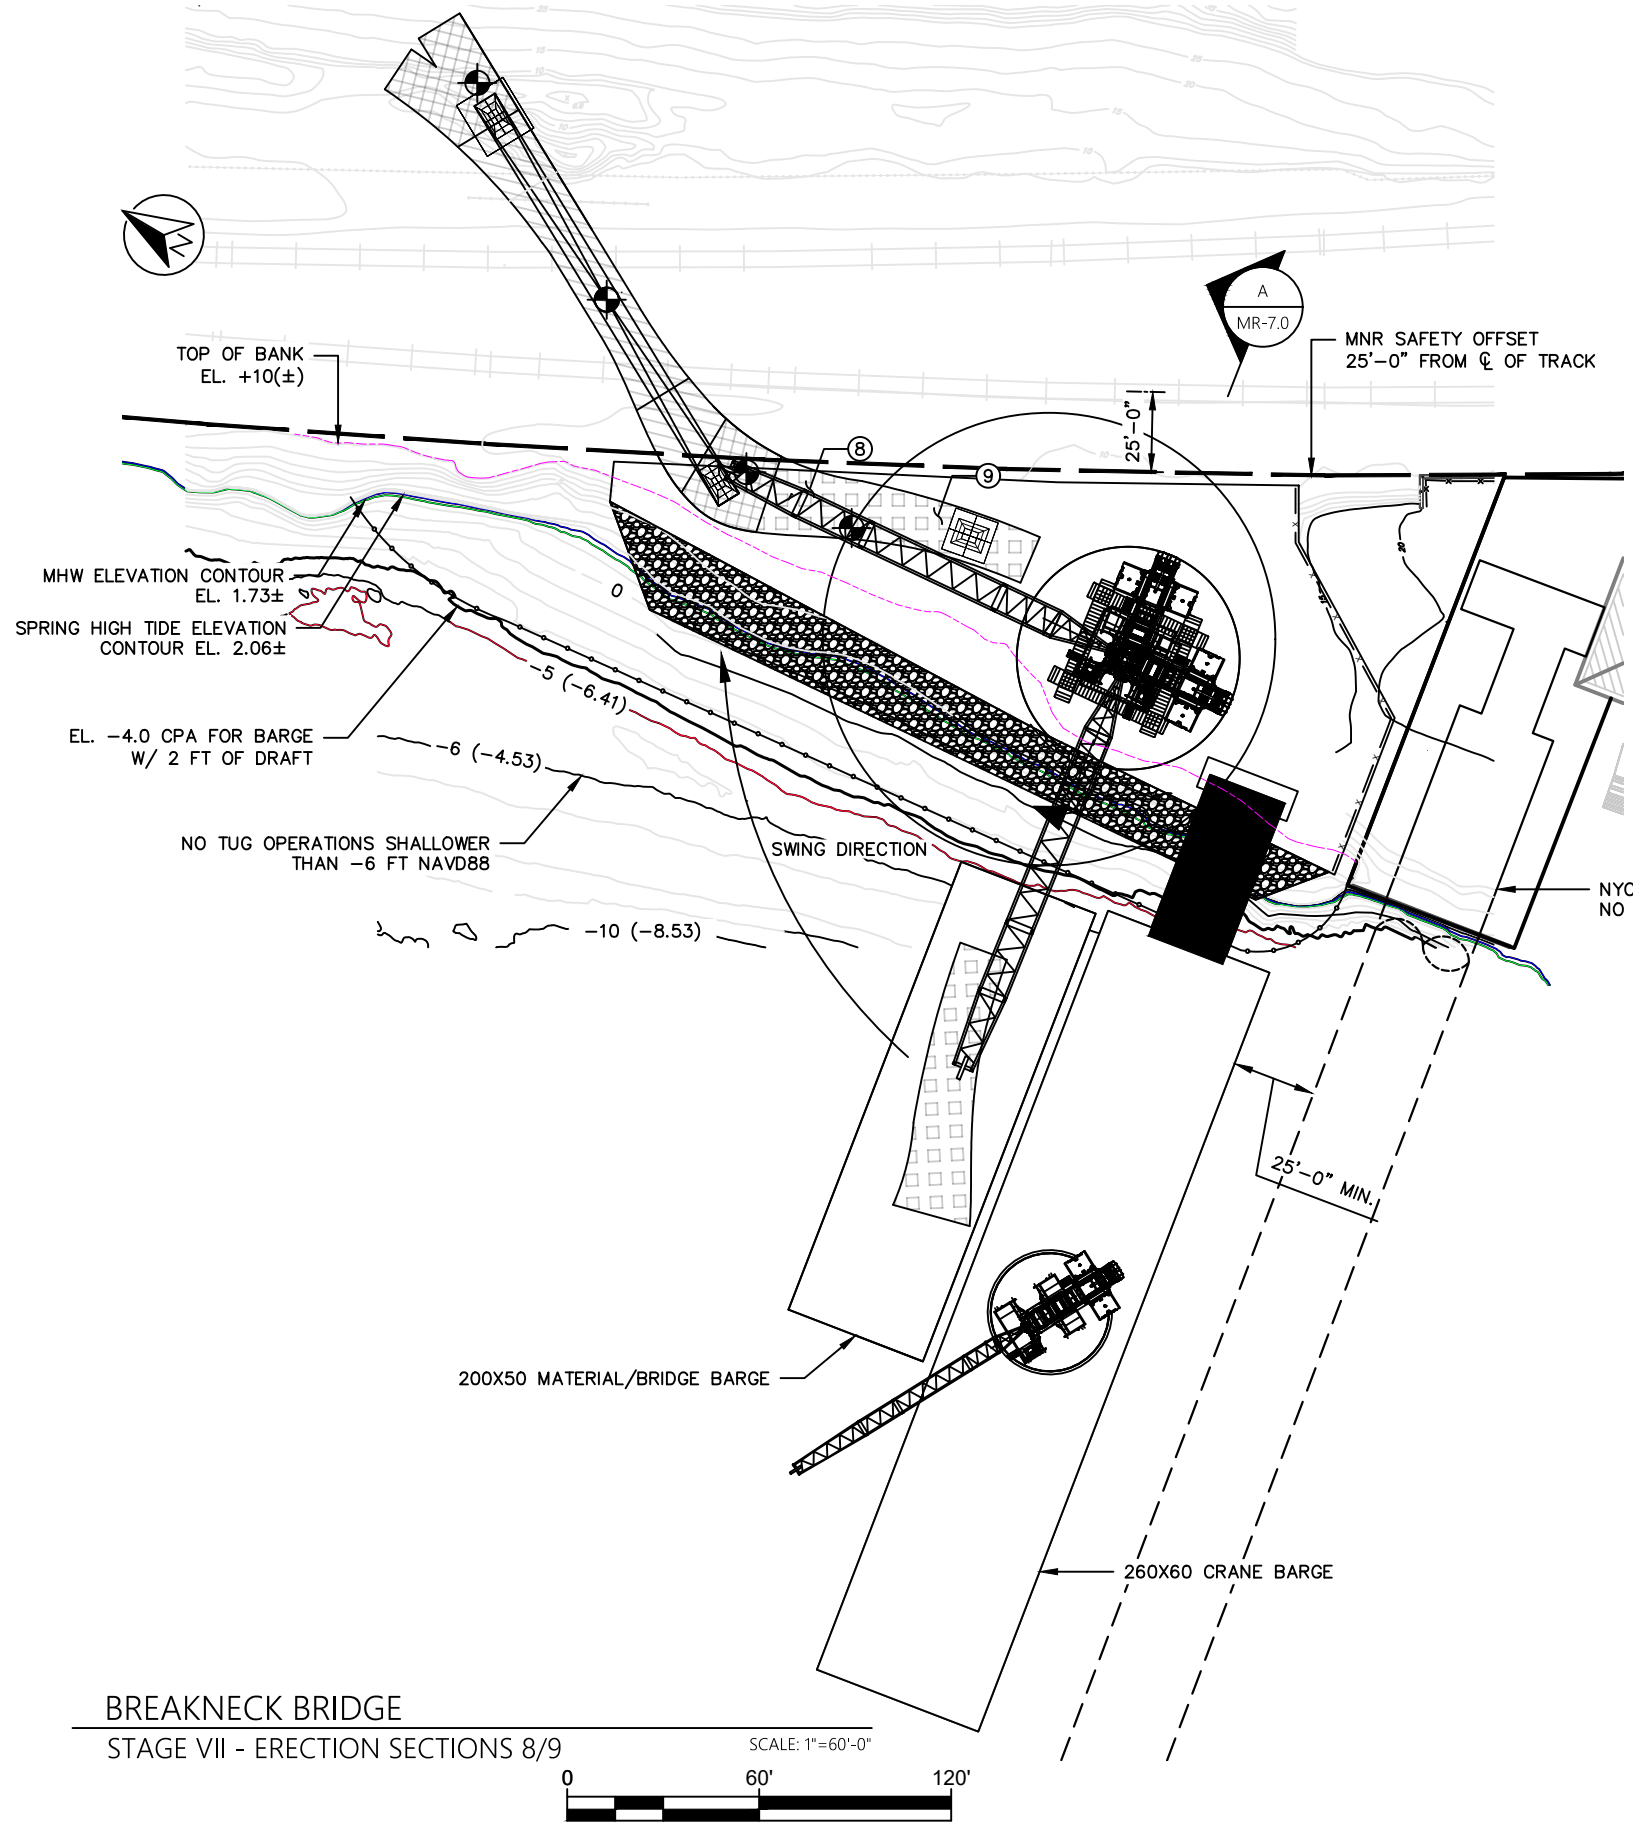 A
MR-7.0
MNR SAFETY OFFSET
25'-0" FROM ℄ OF TRACK
TOP OF BANK
EL. +10(±)
25'-0"
8
9
MHW ELEVATION CONTOUR
EL. 1.73±
SPRING HIGH TIDE ELEVATION
CONTOUR EL. 2.06±
0
-5 (-6.41)
EL. -4.0 CPA FOR BARGE
W/ 2 FT OF DRAFT
-6 (-4.53)
NO TUG OPERATIONS SHALLOWER
THAN -6 FT NAVD88
SWING DIRECTION
-10 (-8.53)
NYC
NO
25'-0" MIN.
200X50 MATERIAL/BRIDGE BARGE
260X60 CRANE BARGE
BREAKNECK BRIDGE
STAGE VII - ERECTION SECTIONS 8/9
SCALE: 1"=60'-0"
0 60' 120'